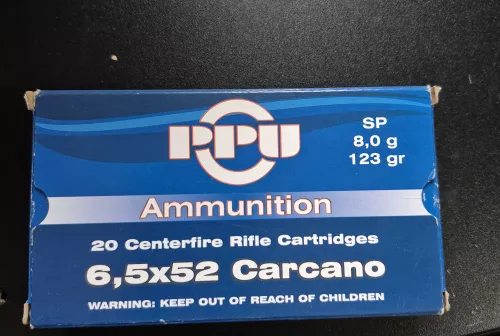 PPU
SP
8,0 g
123 gr
Ammunition
20 Centerfire Rifle Cartridges
6,5x52 Carcano
WARNING: KEEP OUT OF REACH OF CHILDREN